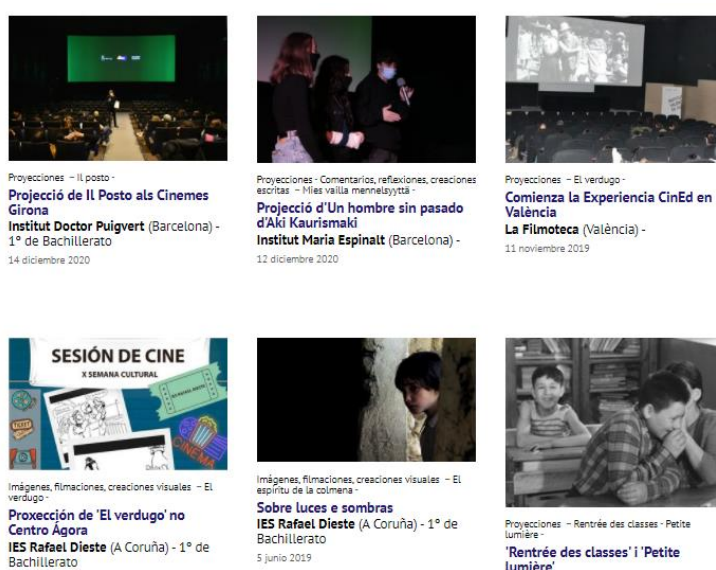 Proyecciones - Il posto -
Projecció de Il Posto als Cinemes
Girona
Institut Doctor Puigvert (Barcelona) -
1º de Bachillerato
14 diciembre 2020
Proyecciones - Comentarios, reflexiones, creaciones
escritas - Mies vailla menneisyyttä -
Projecció d'Un hombre sin pasado
d'Aki Kaurismaki
Institut Maria Espinalt (Barcelona) -
12 diciembre 2020
Proyecciones - El verdugo -
Comienza la Experiencia CinEd en
València
La Filmoteca (València) -
11 noviembre 2019
SESIÓN DE CINE
X SEMANA CULTURAL
TICKET
CINEMA
Imágenes, filmaciones, creaciones visuales - El
verdugo -
Proxección de 'El verdugo' no
Centro Ágora
IES Rafael Dieste (A Coruña) - 1º de
Bachillerato
Imágenes, filmaciones, creaciones visuales - El
espíritu de la colmena -
Sobre luces e sombras
IES Rafael Dieste (A Coruña) - 1º de
Bachillerato
5 junio 2019
Proyecciones - Rentrée des classes - Petite
lumière -
'Rentrée des classes' i 'Petite
lumière'